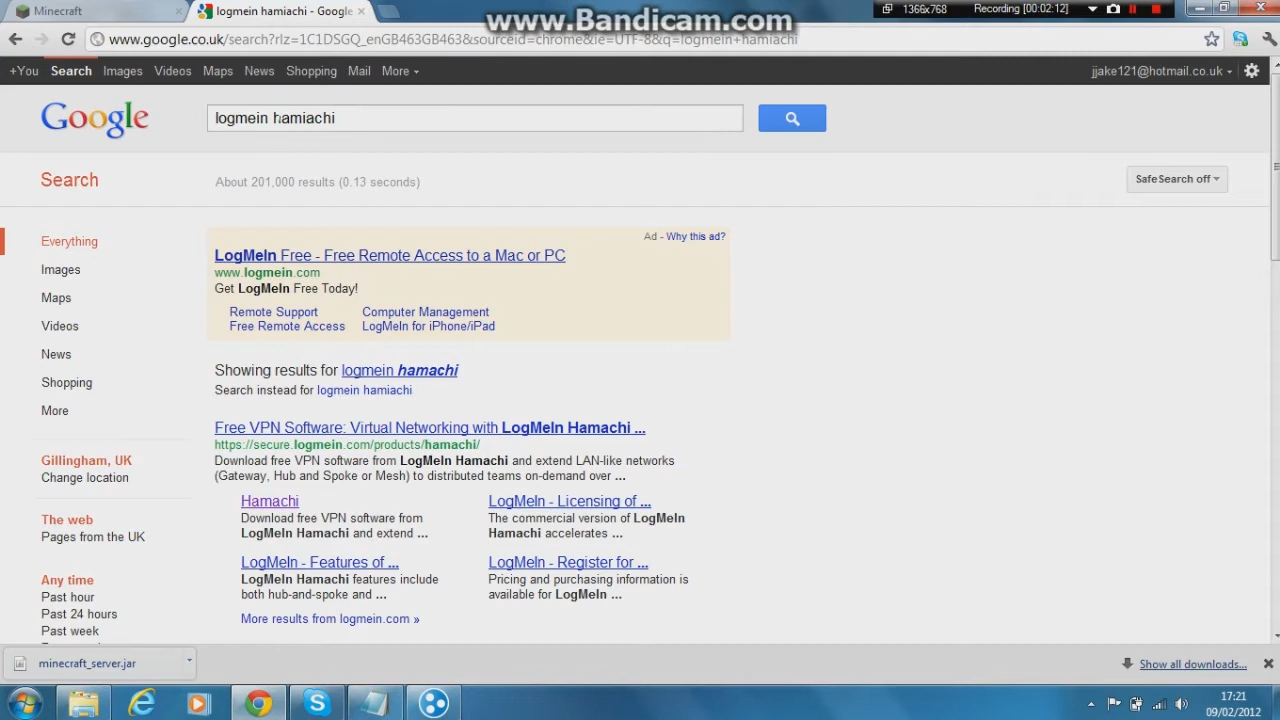 Minecraft
logmein hamiachi - Google
www.Bandicam.com
1366x768
Recording [00:02:12]
www.google.co.uk/search?rlz=1C1DSGQ_enGB463GB463&sourceid=chrome&ie=UTF-8&q=logmein+hamiachi
+You Search Images Videos Maps News Shopping Mail More
jjake121@hotmail.co.uk
Google
logmein hamiachi
Search
About 201,000 results (0.13 seconds)
SafeSearch off
Everything
Images
Maps
Videos
News
Shopping
More
Gillingham, UK
Change location
The web
Pages from the UK
Any time
Past hour
Past 24 hours
Past week
Ad - Why this ad?
LogMeIn Free - Free Remote Access to a Mac or PC
www.logmein.com
Get LogMeIn Free Today!
Remote Support Computer Management
Free Remote Access LogMeIn for iPhone/iPad
Showing results for logmein hamachi
Search instead for logmein hamiachi
Free VPN Software: Virtual Networking with LogMeIn Hamachi ...
https://secure.logmein.com/products/hamachi/
Download free VPN software from LogMeIn Hamachi and extend LAN-like networks
(Gateway, Hub and Spoke or Mesh) to distributed teams on-demand over ...
Hamachi
Download free VPN software from
LogMeIn Hamachi and extend ...
LogMeIn - Licensing of ...
The commercial version of LogMeIn
Hamachi accelerates ...
LogMeIn - Features of ...
LogMeIn Hamachi features include
both hub-and-spoke and ...
LogMeIn - Register for ...
Pricing and purchasing information is
available for LogMeIn ...
More results from logmein.com »
minecraft_server.jar
Show all downloads...
17:21
09/02/2012